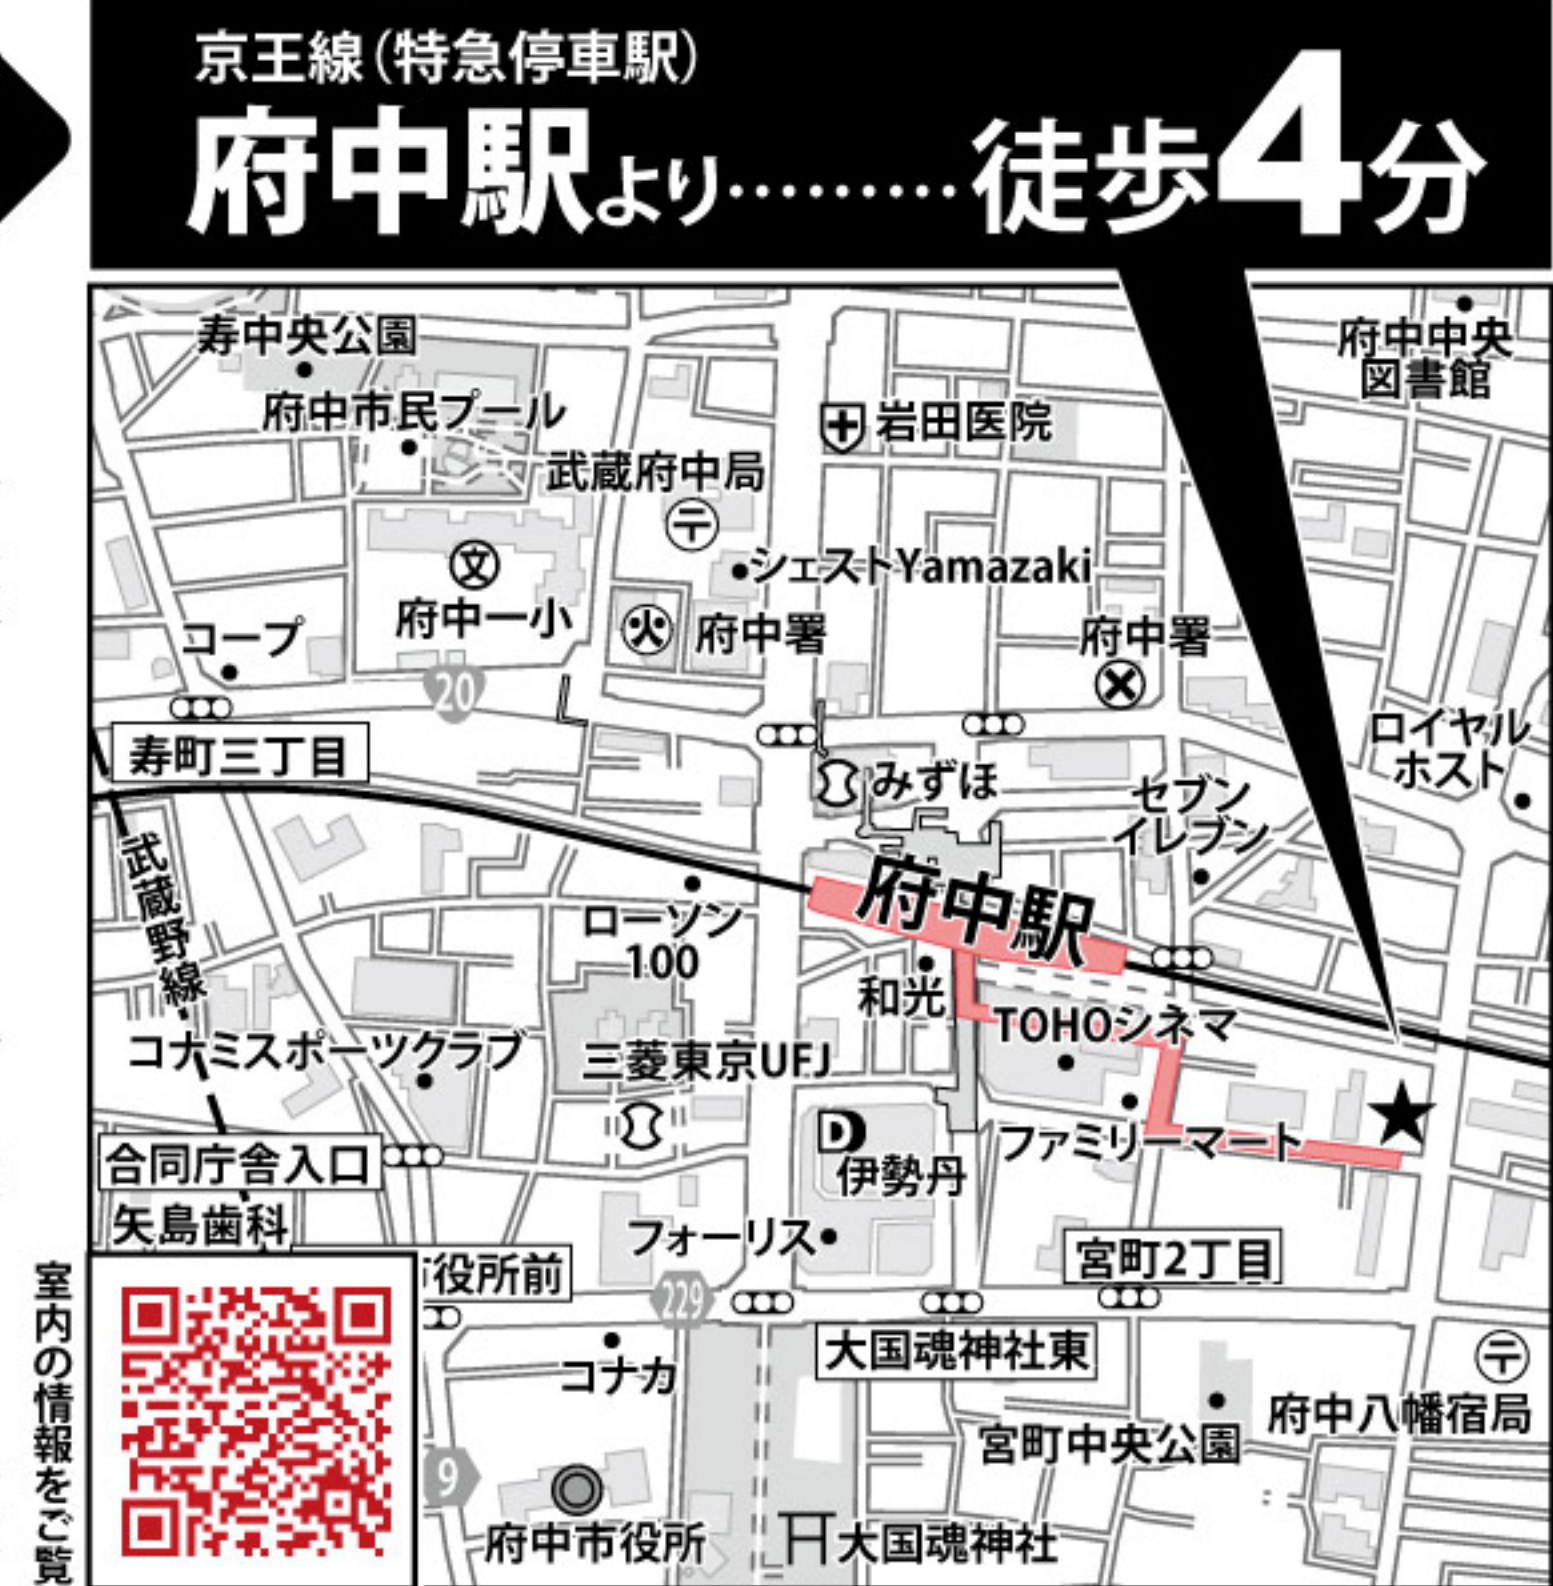 京王線(特急停車駅)
府中駅より………徒歩4分
寿中央公園
府中中央
図書館
府中市民プール
岩田医院
武蔵府中局
〒
シェストYamazaki
文
府中一小
火
府中署
府中署
コープ
20
寿町三丁目
ロイヤル
ホスト
みずほ
セブン
イレブン
武蔵野線
府中駅
ローソン
100
和光
TOHOシネマ
コナミスポーツクラブ
三菱東京UFJ
ファミリーマート
D
伊勢丹
合同庁舎入口
矢島歯科
フォーリス
宮町2丁目
役所前
229
大国魂神社東
コナカ
〒
府中八幡宿局
宮町中央公園
9
府中市役所
大国魂神社
室内の情報をご覧